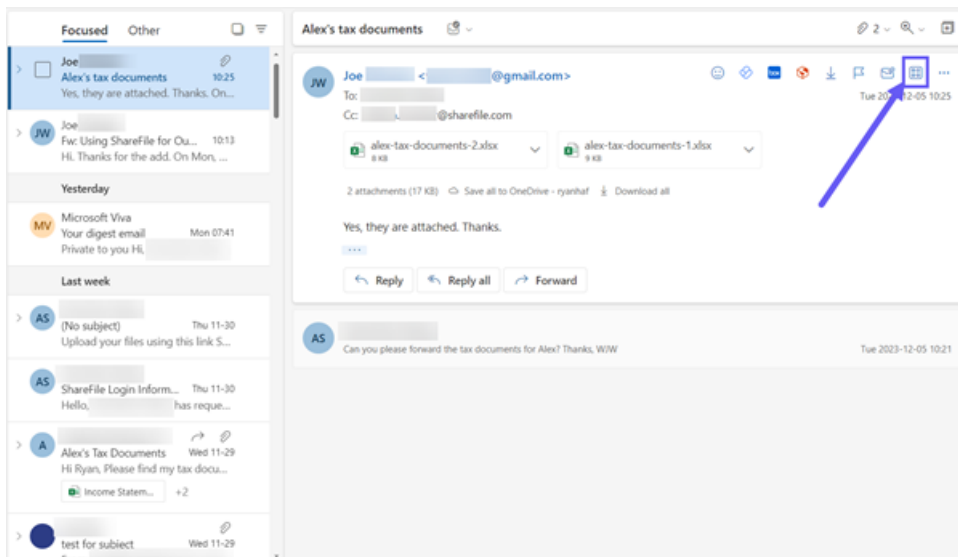 Focused Other
Joe
Alex's tax documents 10:25
Yes, they are attached. Thanks. On...
JW
Joe
Fw: Using ShareFile for Ou... 10:13
Hi. Thanks for the add. On Mon, ...
Yesterday
MV
Microsoft Viva
Your digest email Mon 07:41
Private to you Hi,
Last week
AS
(No subject) Thu 11-30
Upload your files using this link S...
AS
ShareFile Login Inform... Thu 11-30
Hello, has reque...
A
Alex's Tax Documents Wed 11-29
Hi Ryan, Please find my tax docu...
Income Statem... +2
test for subject Wed 11-29
Alex's tax documents 2
JW
Joe < @gmail.com>
To:
Tue 2023-12-05 10:25
Cc: @sharefile.com
alex-tax-documents-2.xlsx
8 KB
alex-tax-documents-1.xlsx
9 KB
2 attachments (17 KB) Save all to OneDrive - ryanhaf Download all
Yes, they are attached. Thanks.
...
Reply Reply all Forward
AS
Can you please forward the tax documents for Alex? Thanks, WJW Tue 2023-12-05 10:21